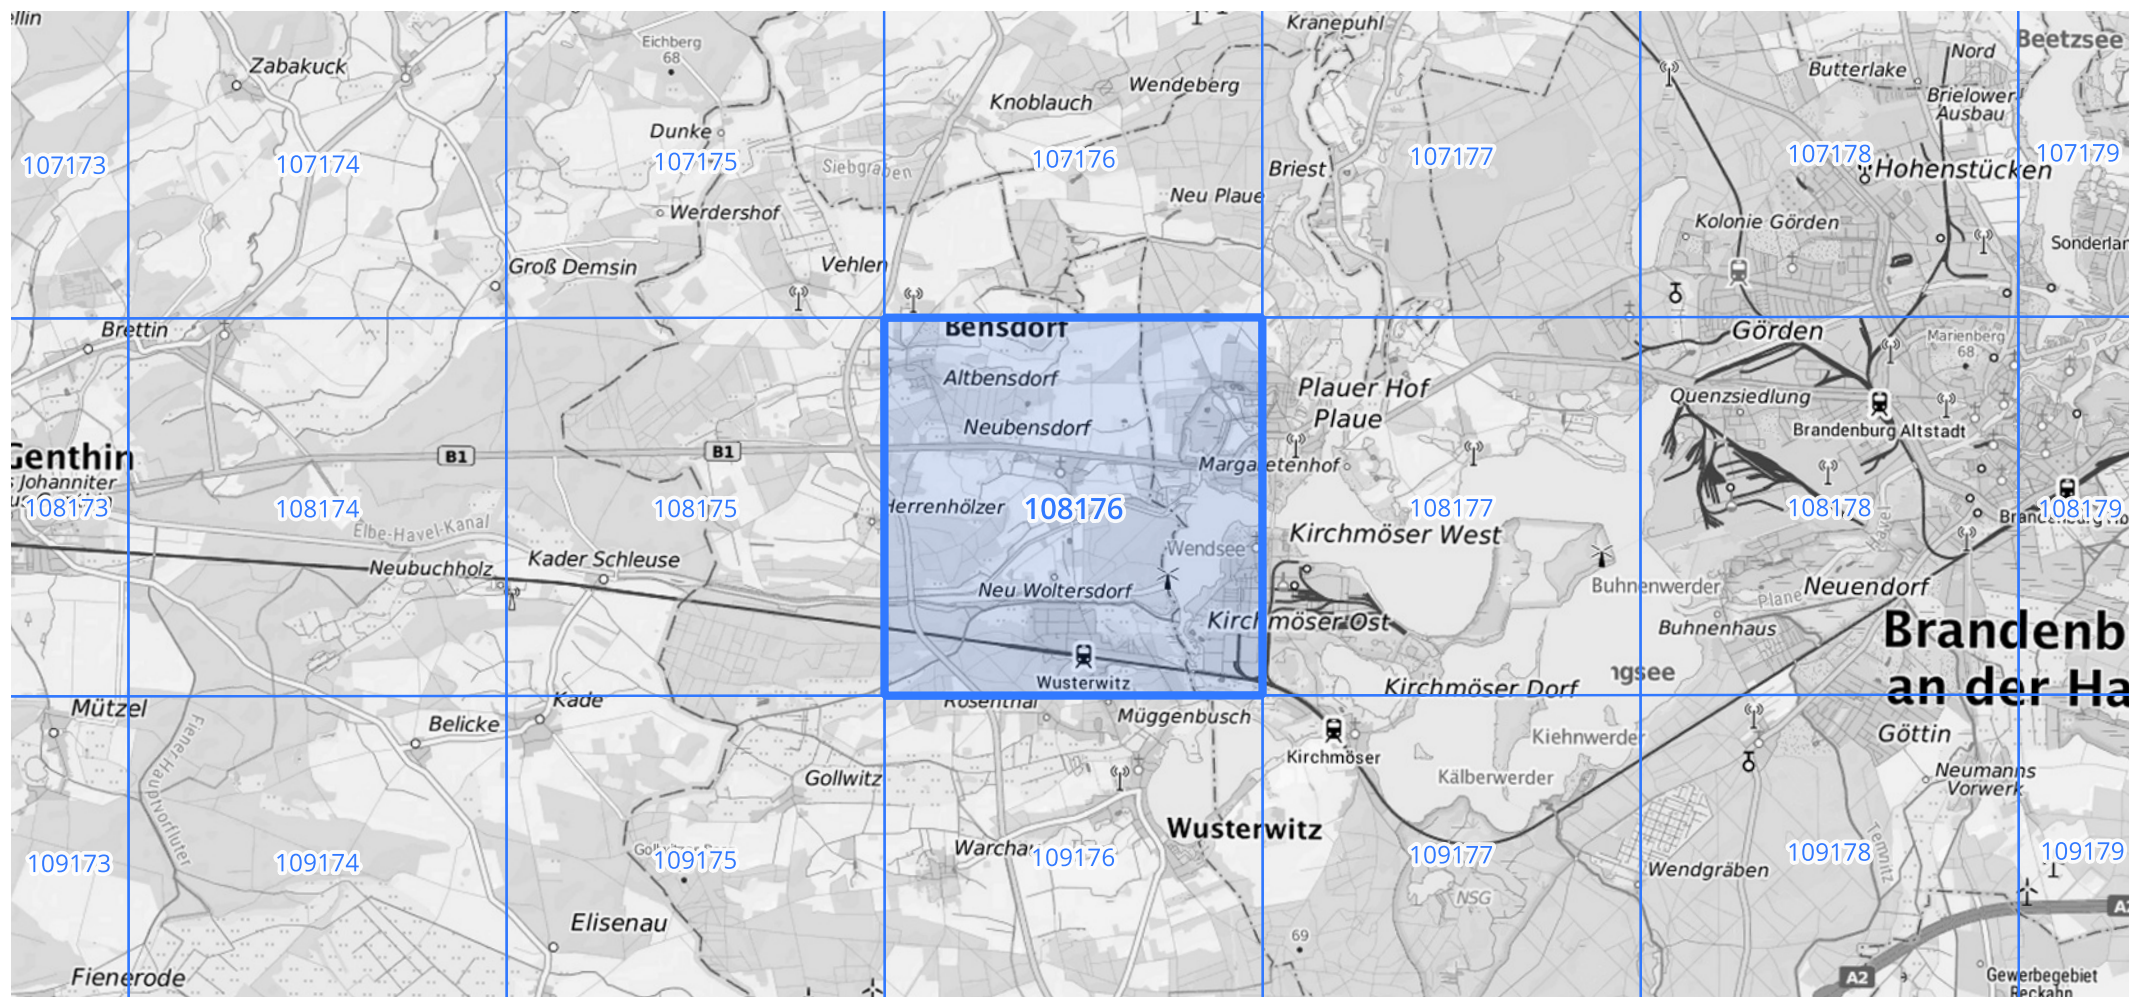 Kranepuhl
Beetzsee
Nord
Zabakuck
Eichberg
68
Butterlake
Wendeberg
Knoblauch
Brielower
Ausbau
Dunke
107173
107174
107175
107176
107177
107178
107179
Siebgraben
Briest
Hohenstücken
Neu Plaue
Werdershof
Kolonie Görden
Groß Demsin
Vehlen
Brettin
Bensdorf
Görden
Marienberg
68
Altbensdorf
Plauer Hof
Plaue
Quenzsiedlung
Neubensdorf
Brandenburg Altstadt
Genthin
B1
B1
Margaretenhof
Johanniter
108173
108174
108175
Herrenhölzer
108176
108177
108178
108179
Elbe-Havel-Kanal
Kirchmöser West
Havel
Wendsee
Neubuchholz
Kader Schleuse
Neu Woltersdorf
Buhnenwerder
Plane
Neuendorf
Kirchmöser Ost
Buhnenhaus
Brandenb
an der Ha
ngsee
Wusterwitz
Kirchmöser Dorf
Mützel
Kade
Rosenthal
Müggenbusch
Belicke
Fiener Hauptvorfluter
Kiehnwerder
Göttin
Kirchmöser
Gollwitz
Kälberwerder
Neumanns
Vorwerk
Wusterwitz
Temnitz
109173
109174
109175
Warchau
109176
109177
109178
109179
Wendgräben
NSG
Elisenau
69
A2
Fienerode
A2
Gewerbegebiet
Reckahn